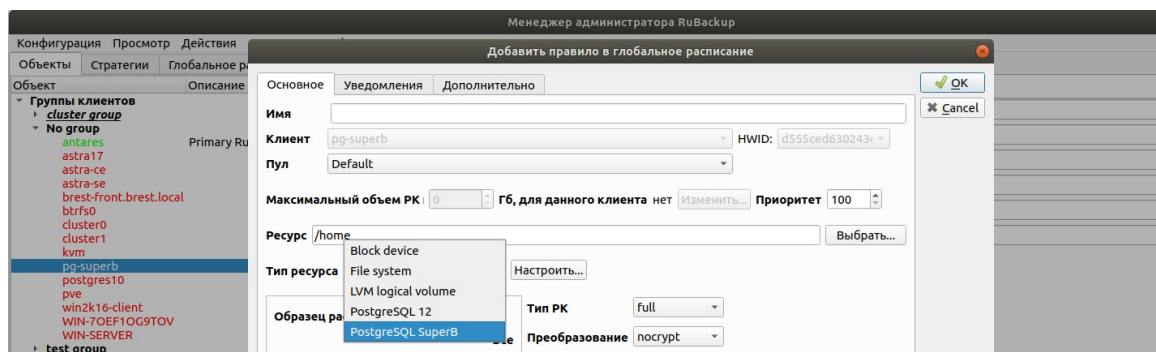 Менеджер администратора RuBackup
Конфигурация Просмотр Действия
Добавить правило в глобальное расписание
Объекты Стратегии Глобальное ра
Объект Описание
Группы клиентов
cluster group
No group
antares Primary Ru
astra17
astra-ce
astra-se
brest-front.brest.local
btrfs0
cluster0
cluster1
kvm
pg-superb
postgres10
pve
win2k16-client
WIN-7OEF1OG9TOV
WIN-SERVER
test group
Основное Уведомления Дополнительно
OK
Cancel
Имя
Клиент pg-superb HWID: d555ced630243
Пул Default
Максимальный объем РК 0 Гб, для данного клиента нет Изменить... Приоритет 100
Ресурс /home Выбрать...
Тип ресурса Настроить...
Block device
File system
LVM logical volume
PostgreSQL 12
PostgreSQL SuperB
Образец ра
Все
Тип РК full
Преобразование nocrypt